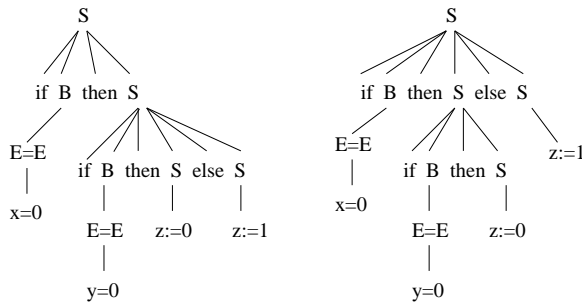 S
if B then S
E=E
x=0
if B then S else S
E=E z:=0 z:=1
y=0
S
if B then S else S
E=E
x=0
z:=1
if B then S
E=E z:=0
y=0